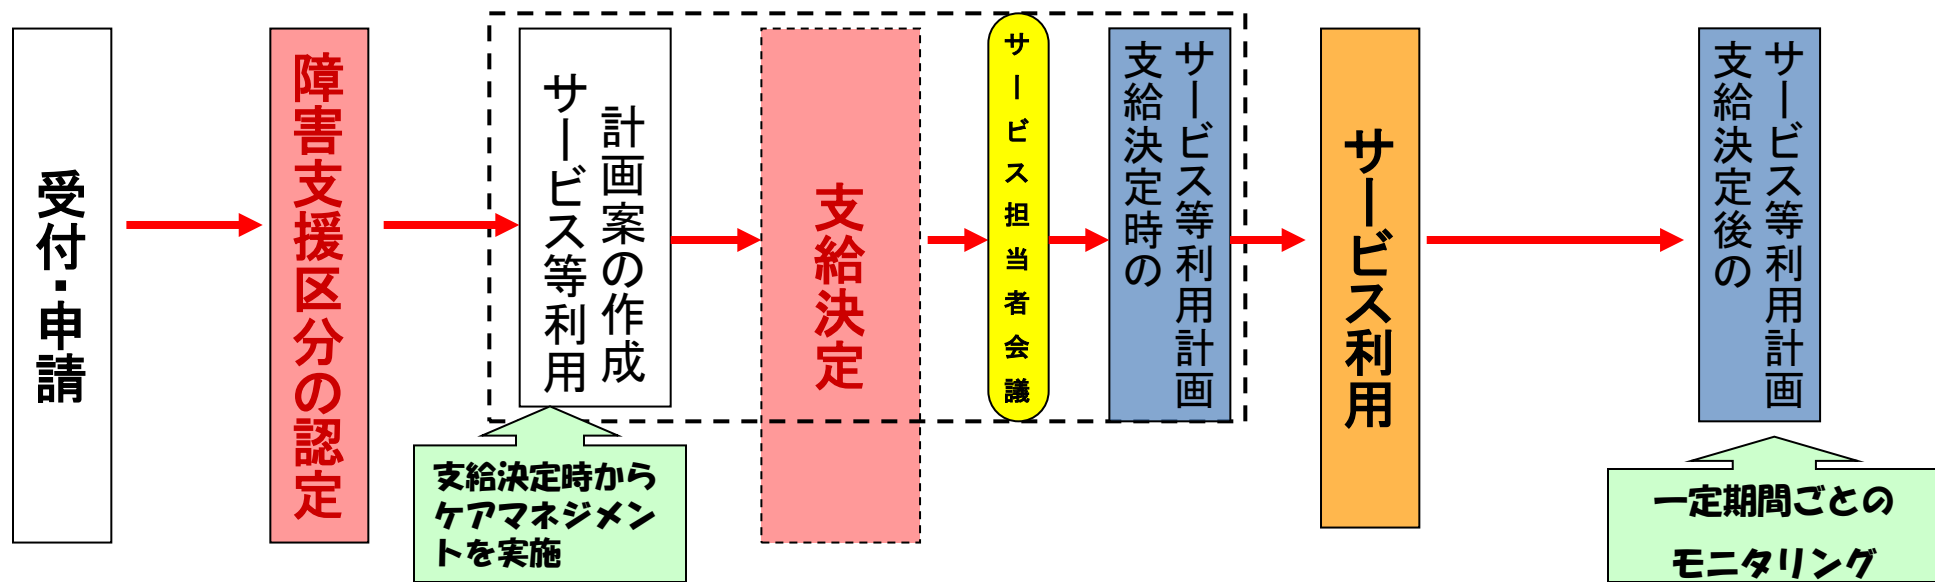 受付・申請
障害支援区分の認定
サービス等利用
計画案の作成
支給決定時から
ケアマネジメン
トを実施
支給決定
サービス担当者会議
支給決定時の
サービス等利用計画
サービス利用
支給決定後の
サービス等利用計画
一定期間ごとの
モニタリング